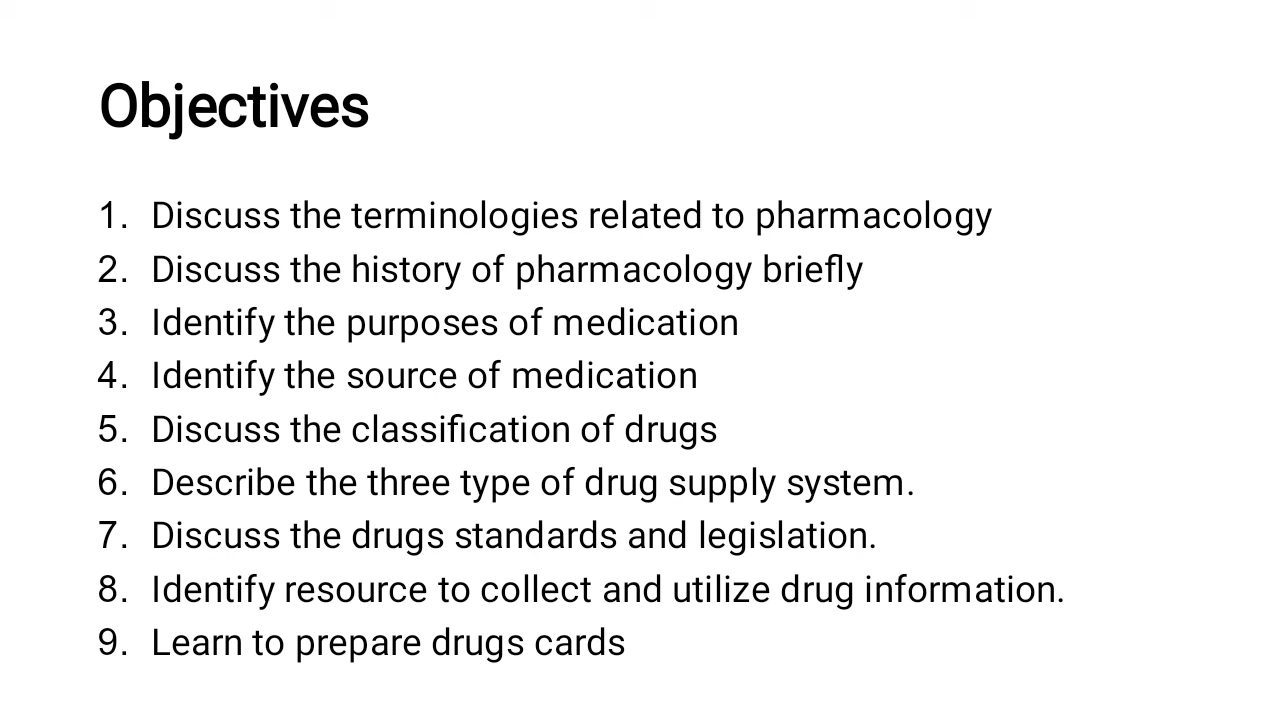 Objectives
1. Discuss the terminologies related to pharmacology
2. Discuss the history of pharmacology briefly
3. Identify the purposes of medication
4. Identify the source of medication
5. Discuss the classification of drugs
6. Describe the three type of drug supply system.
7. Discuss the drugs standards and legislation.
8. Identify resource to collect and utilize drug information.
9. Learn to prepare drugs cards